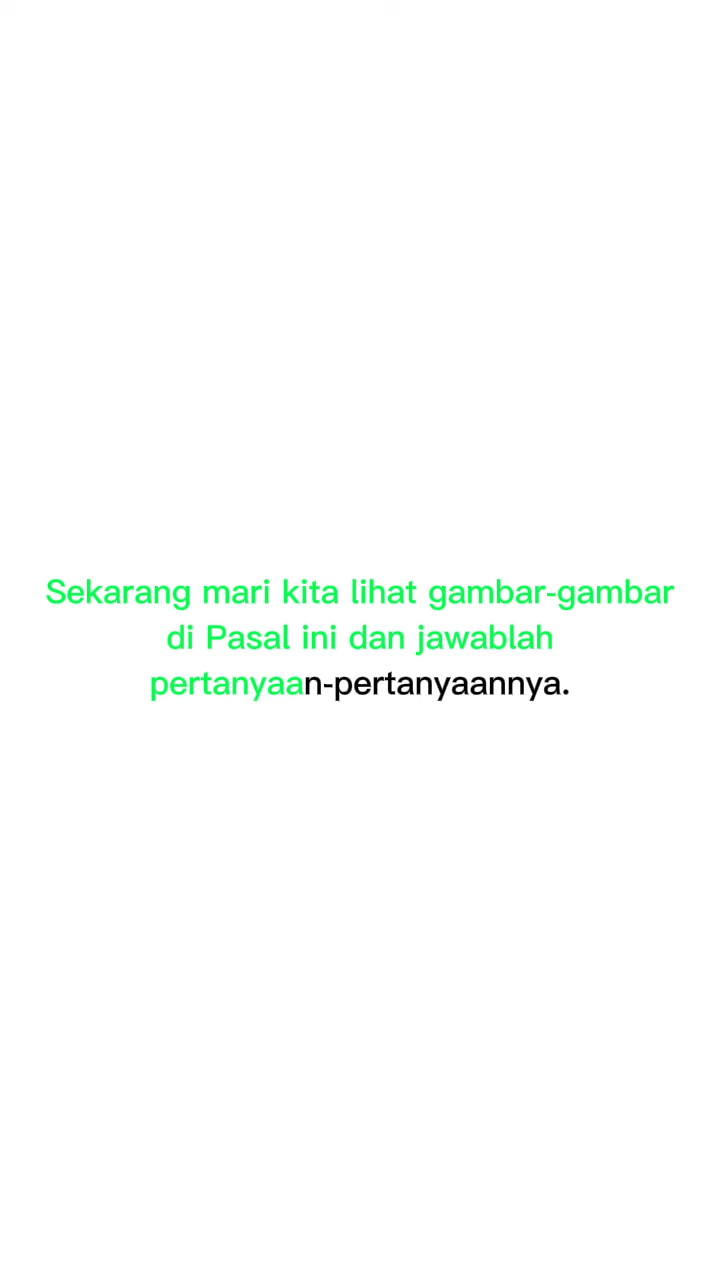 Sekarang mari kita lihat gambar-gambar
di Pasal ini dan jawablah
pertanyaan-pertanyaannya.